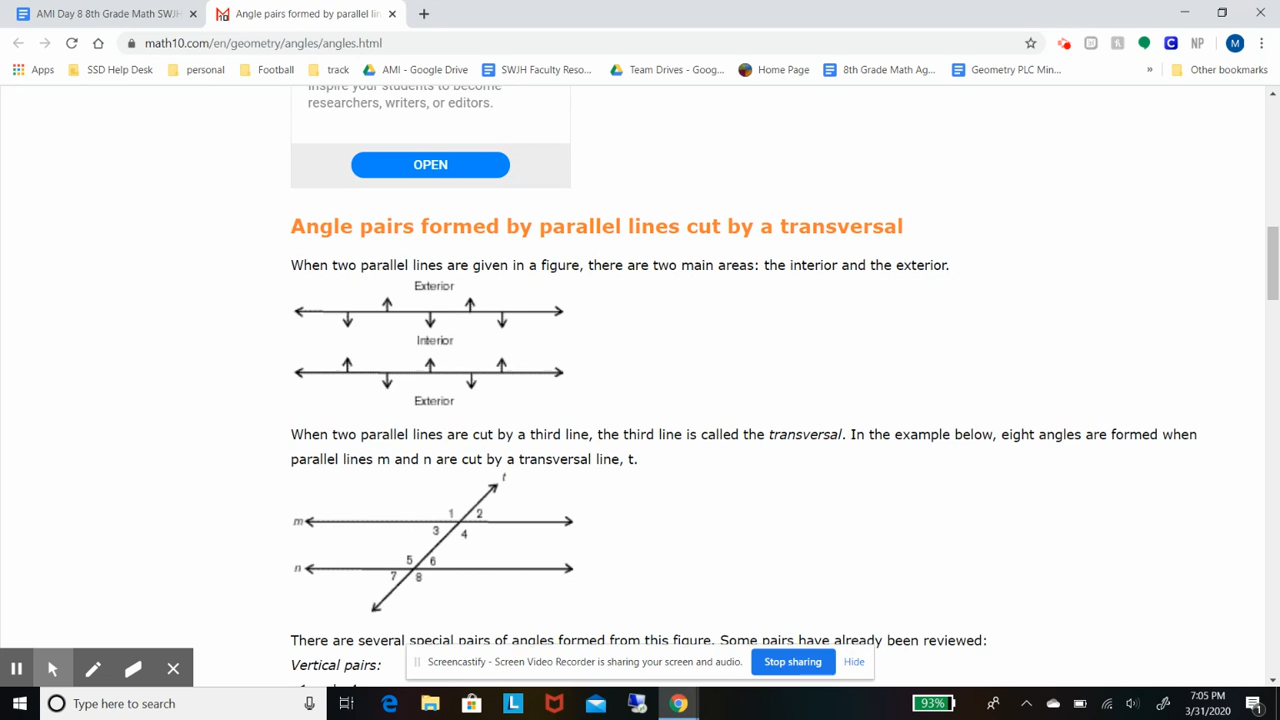 AMI Day 8 8th Grade Math SWJH
Angle pairs formed by parallel lin
math10.com/en/geometry/angles/angles.html
NP
M
Apps
SSD Help Desk
personal
Football
track
AMI - Google Drive
SWJH Faculty Reso...
Team Drives - Goog...
Home Page
8th Grade Math Ag...
Geometry PLC Min...
»
Other bookmarks
Inspire your students to become
researchers, writers, or editors.
OPEN
Angle pairs formed by parallel lines cut by a transversal
When two parallel lines are given in a figure, there are two main areas: the interior and the exterior.
Exterior
Interior
Exterior
When two parallel lines are cut by a third line, the third line is called the transversal. In the example below, eight angles are formed when
parallel lines m and n are cut by a transversal line, t.
t
1 2
m
3 4
5 6
n
7 8
There are several special pairs of angles formed from this figure. Some pairs have already been reviewed:
Vertical pairs:
Screencastify - Screen Video Recorder is sharing your screen and audio.
Stop sharing
Hide
Type here to search
93%
7:05 PM
3/31/2020